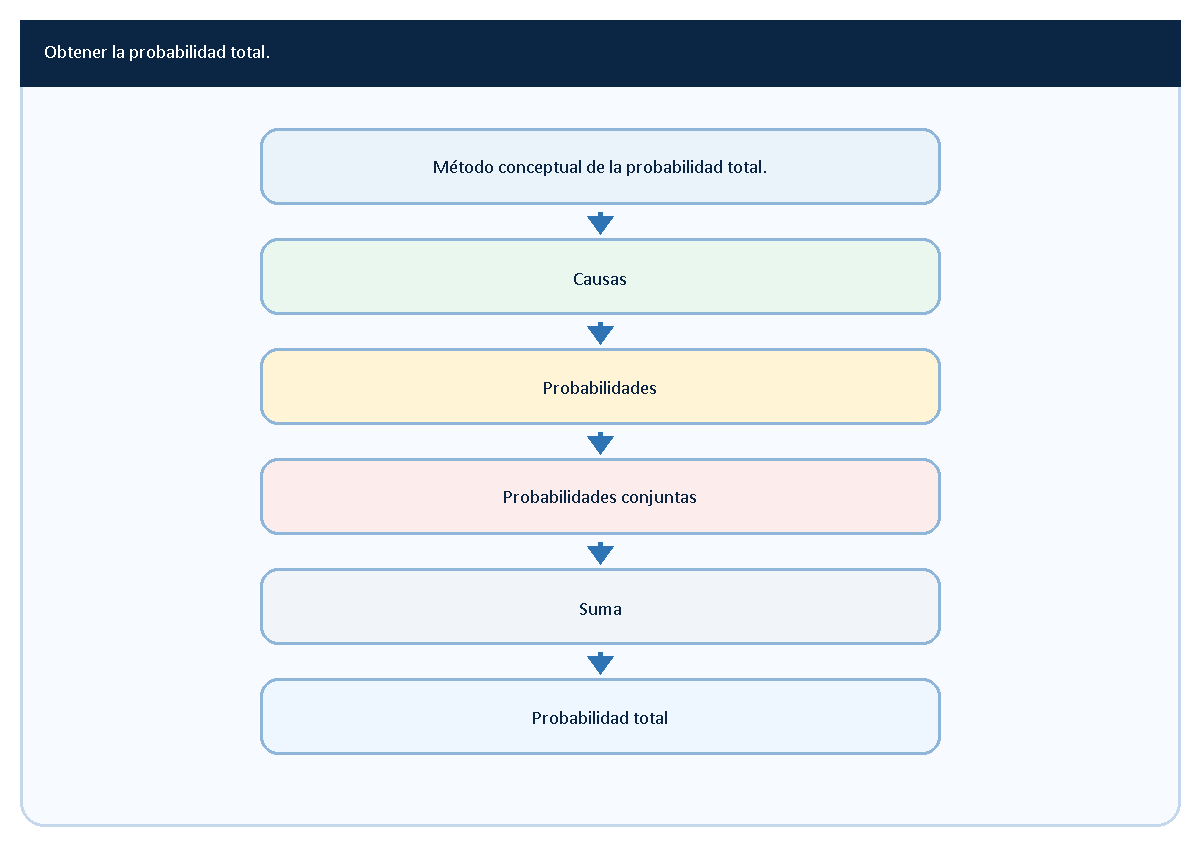 Obtener la probabilidad total.
Método conceptual de la probabilidad total.
Causas
Probabilidades
Probabilidades conjuntas
Suma
Probabilidad total